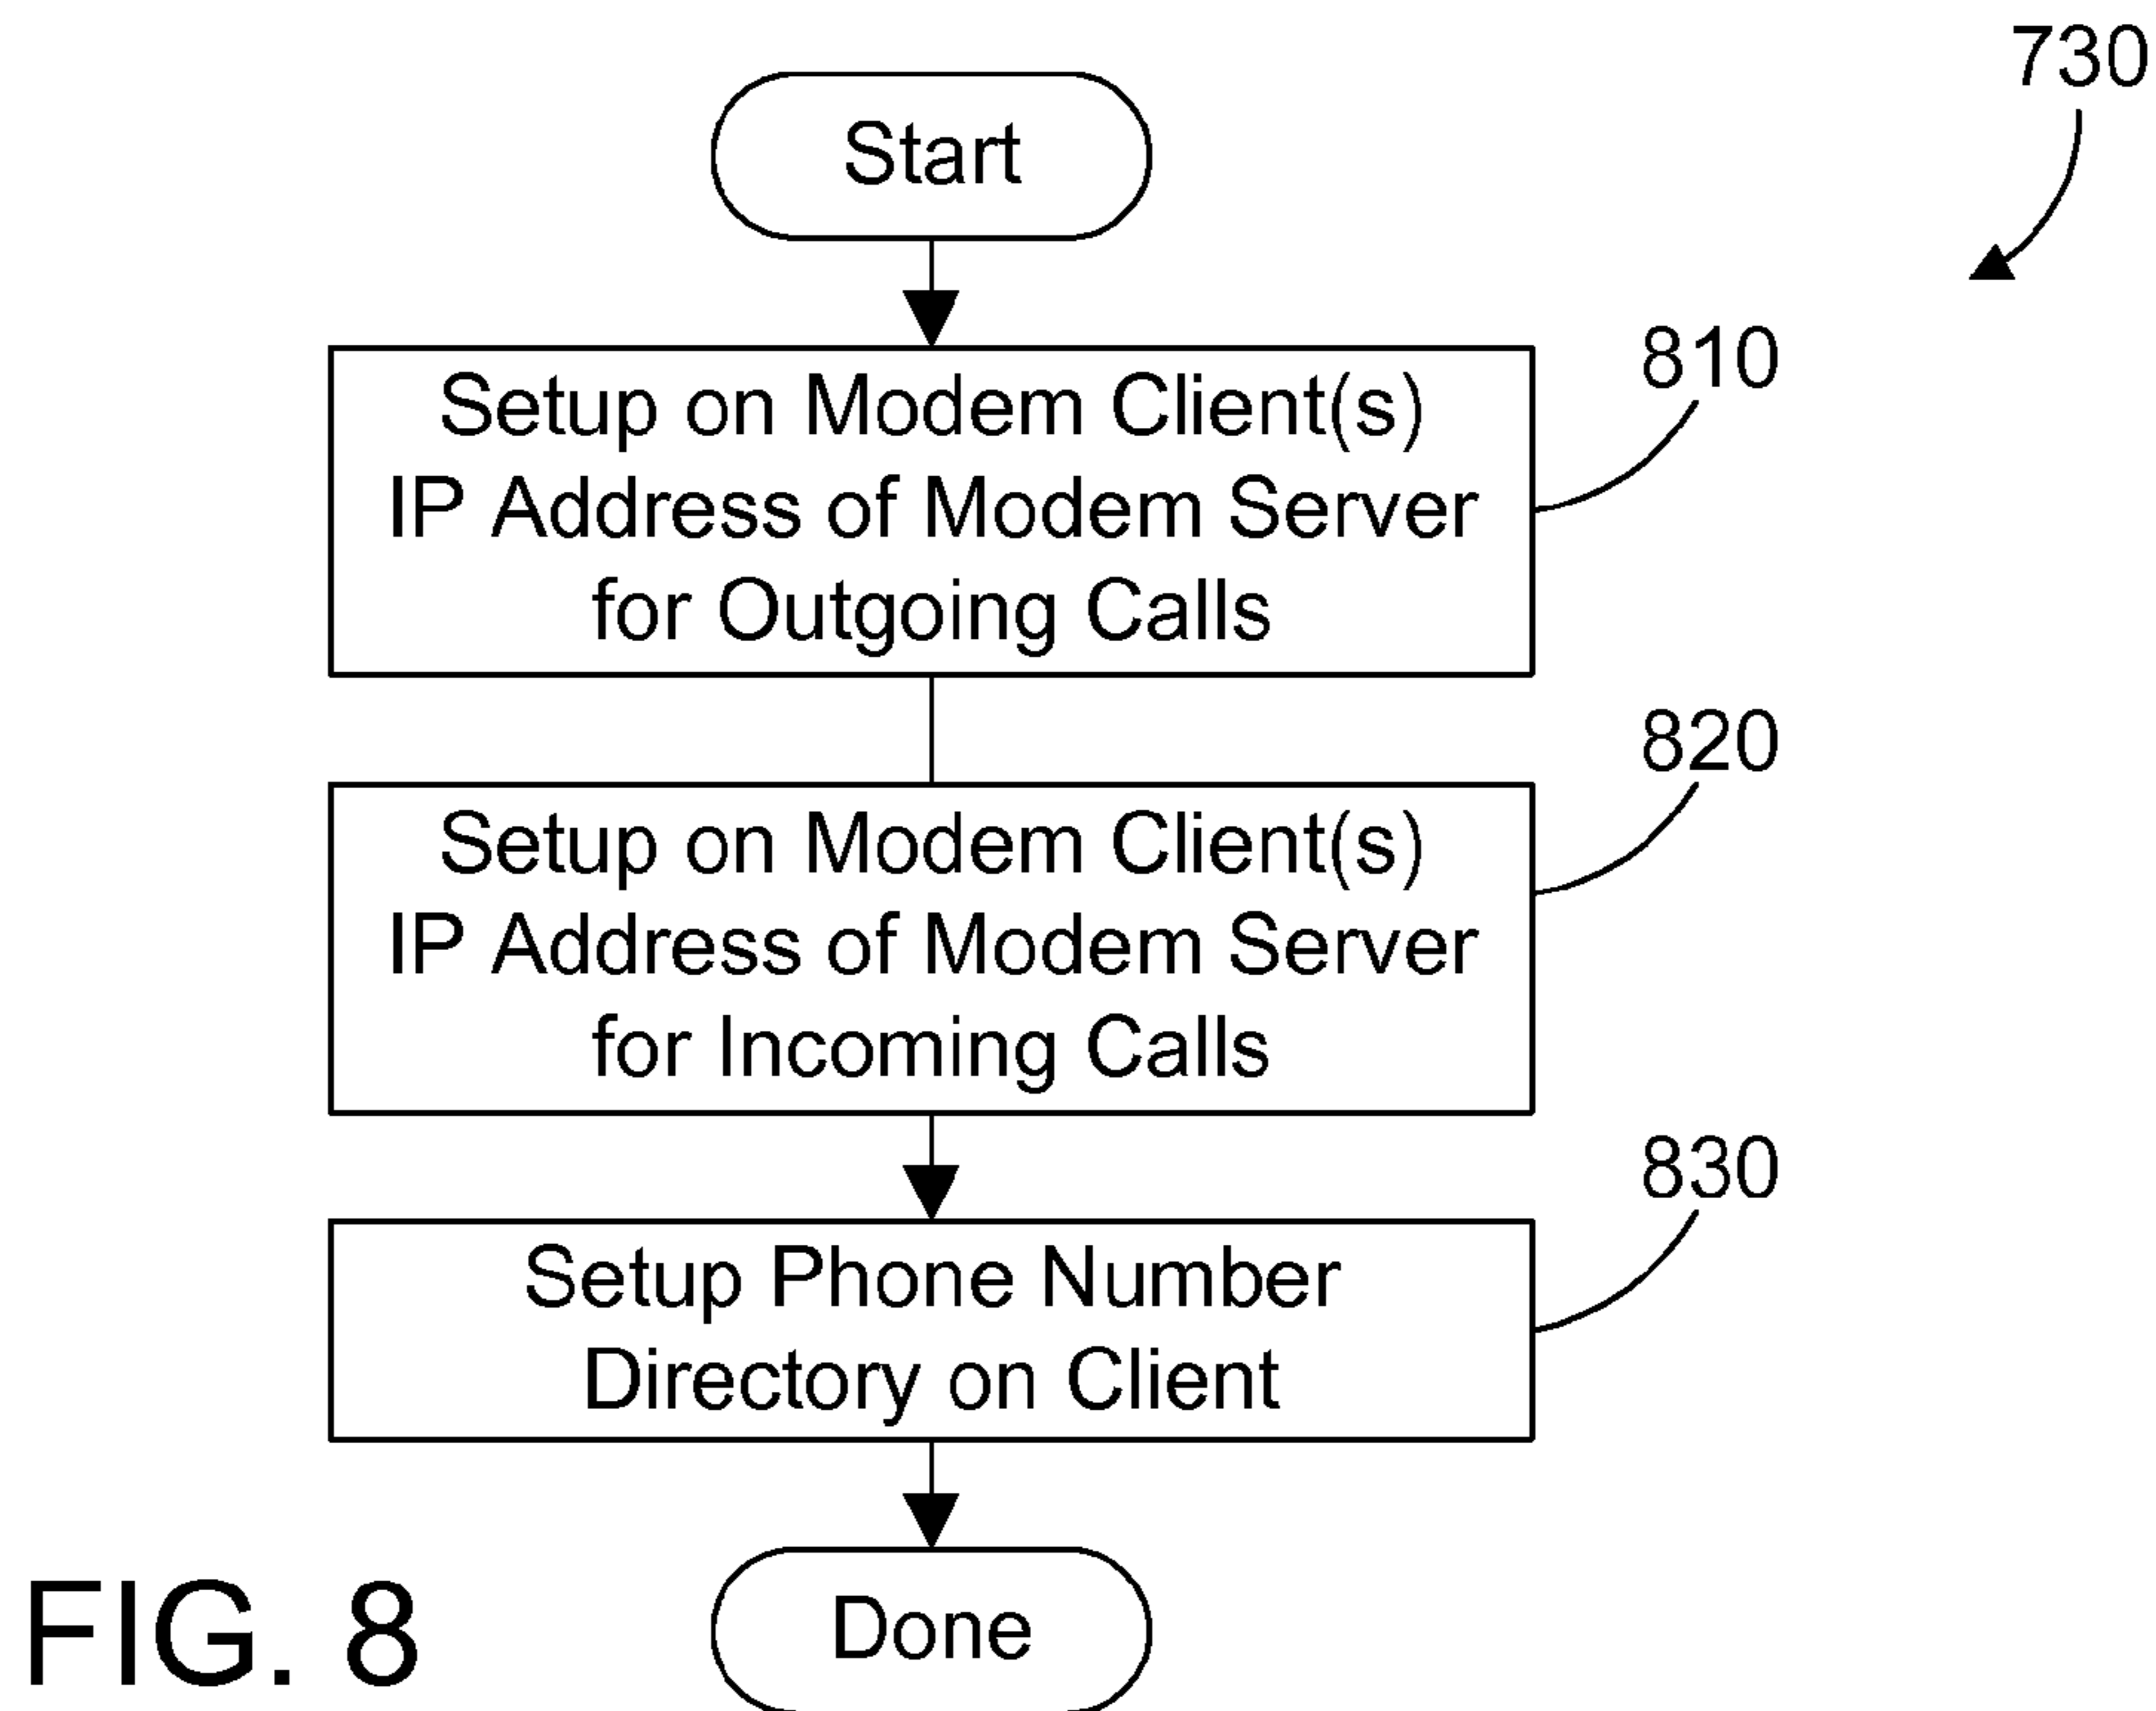 730
Start
810
Setup on Modem Client(s)
IP Address of Modem Server
for Outgoing Calls
820
Setup on Modem Client(s)
IP Address of Modem Server
for Incoming Calls
830
Setup Phone Number
Directory on Client
Done
FIG. 8